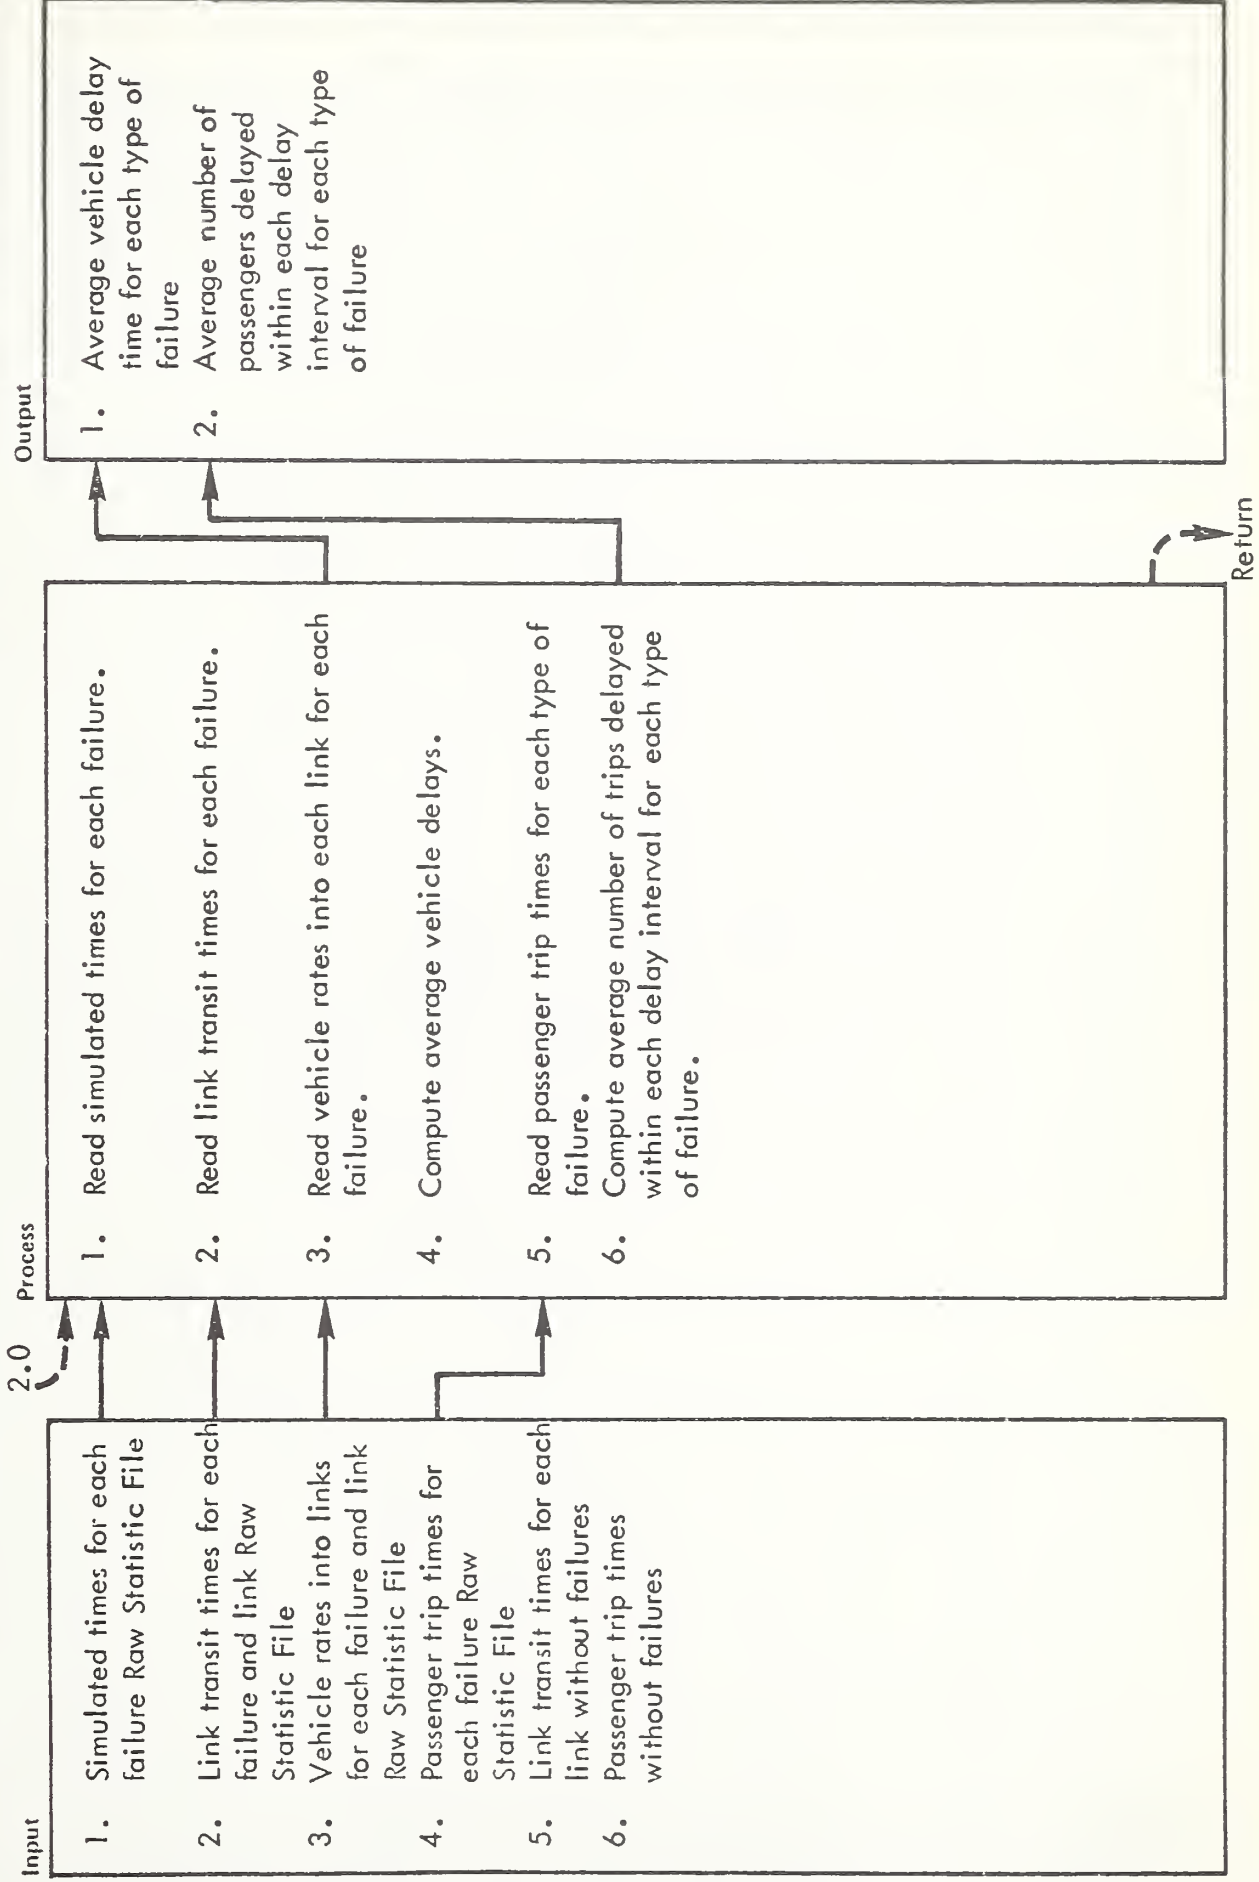 Input
1. Simulated times for each
failure Raw Statistic File
2. Link transit times for each
failure and link Raw
Statistic File
3. Vehicle rates into links
for each failure and link
Raw Statistic File
4. Passenger trip times for
each failure Raw
Statistic File
5. Link transit times for each
link without failures
6. Passenger trip times
without failures
2.0
Process
1. Read simulated times for each failure.
2. Read link transit times for each failure.
3. Read vehicle rates into each link for each
failure.
4. Compute average vehicle delays.
5. Read passenger trip times for each type of
failure.
6. Compute average number of trips delayed
within each delay interval for each type
of failure.
Return
Output
1. Average vehicle delay
time for each type of
failure
2. Average number of
passengers delayed
within each delay
interval for each type
of failure